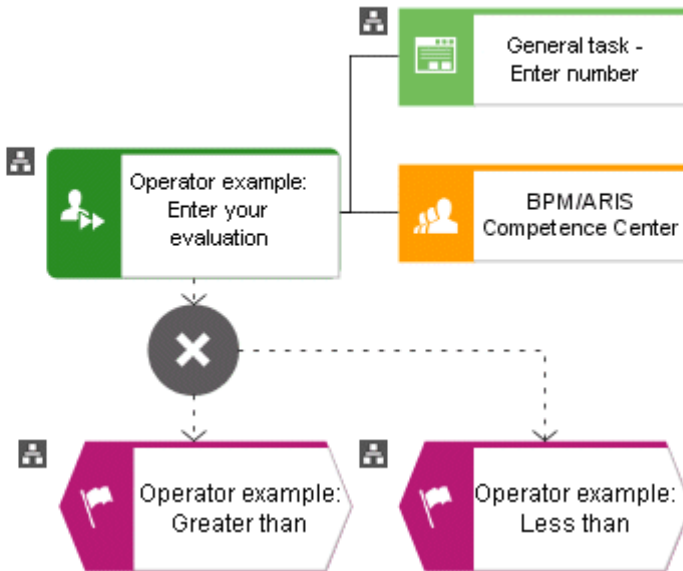 General task -
Enter number
Operator example:
Enter your
evaluation
BPM/ARIS
Competence Center
Operator example:
Greater than
Operator example:
Less than